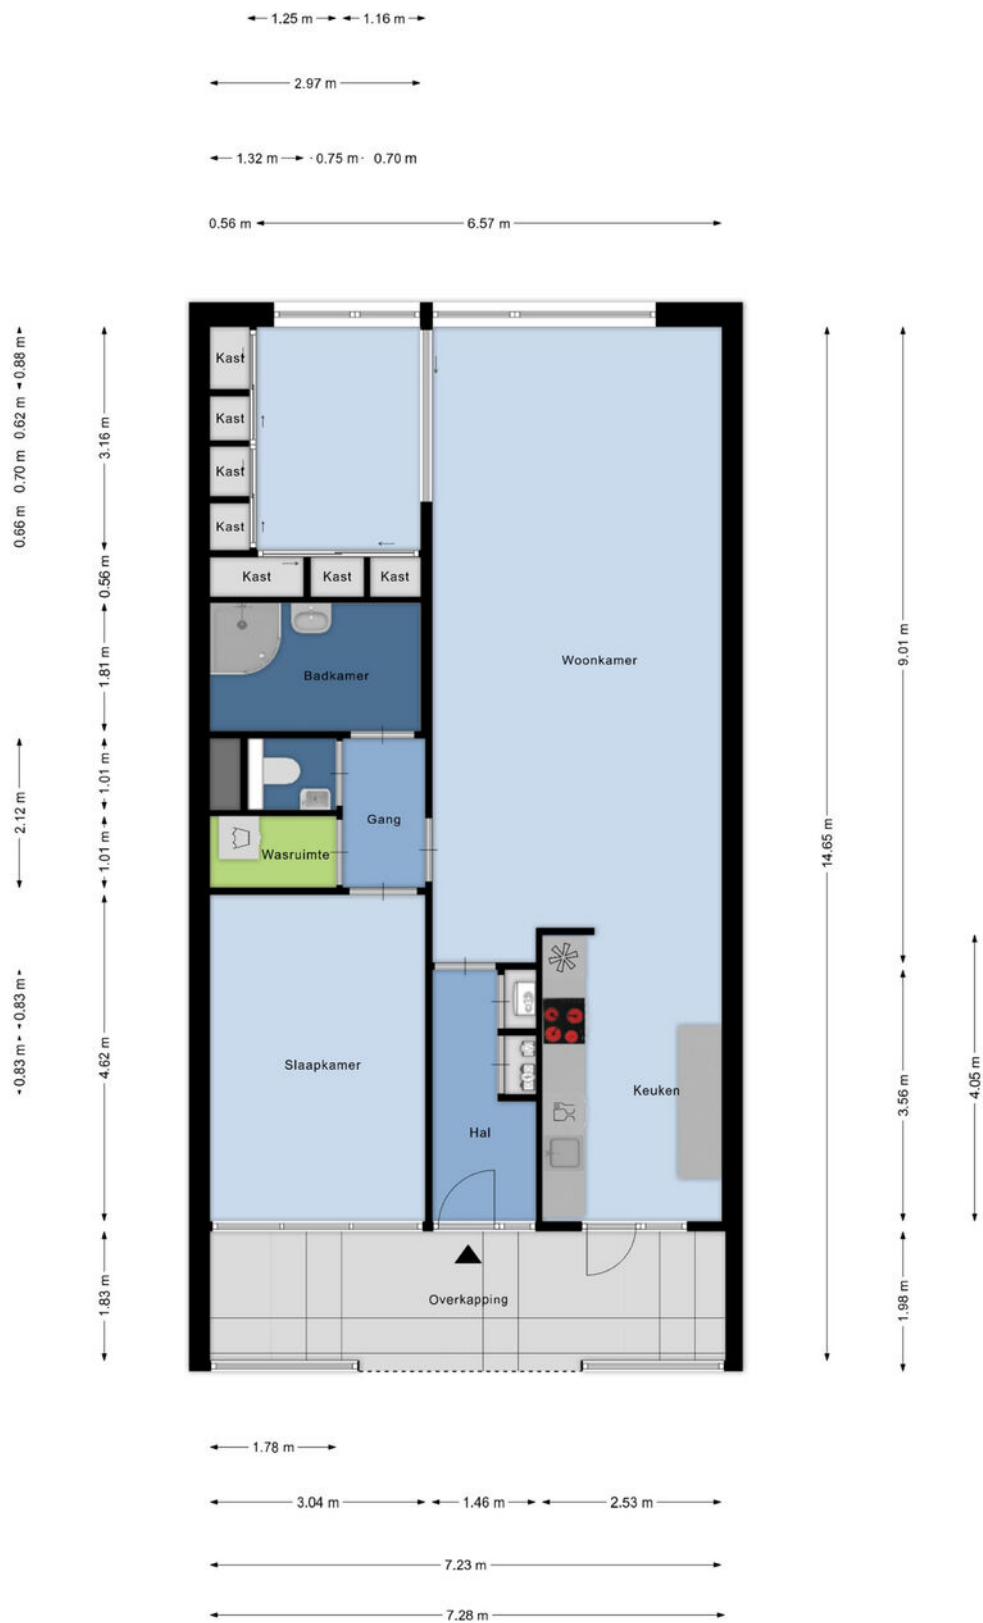 1.25 m 1.16 m
2.97 m
1.32 m 0.75 m 0.70 m
0.56 m 6.57 m
Kast
Kast
Kast
Kast
Kast Kast Kast
Badkamer
Woonkamer
Gang
Wasruimte
Slaapkamer
Keuken
Hal
Overkapping
0.88 m
0.62 m
0.70 m
0.66 m
2.12 m
0.83 m
0.83 m
3.16 m
0.56 m
1.81 m
1.01 m
1.01 m
4.62 m
1.83 m
14.65 m
9.01 m
3.56 m
1.98 m
4.05 m
1.78 m
3.04 m 1.46 m 2.53 m
7.23 m
7.28 m